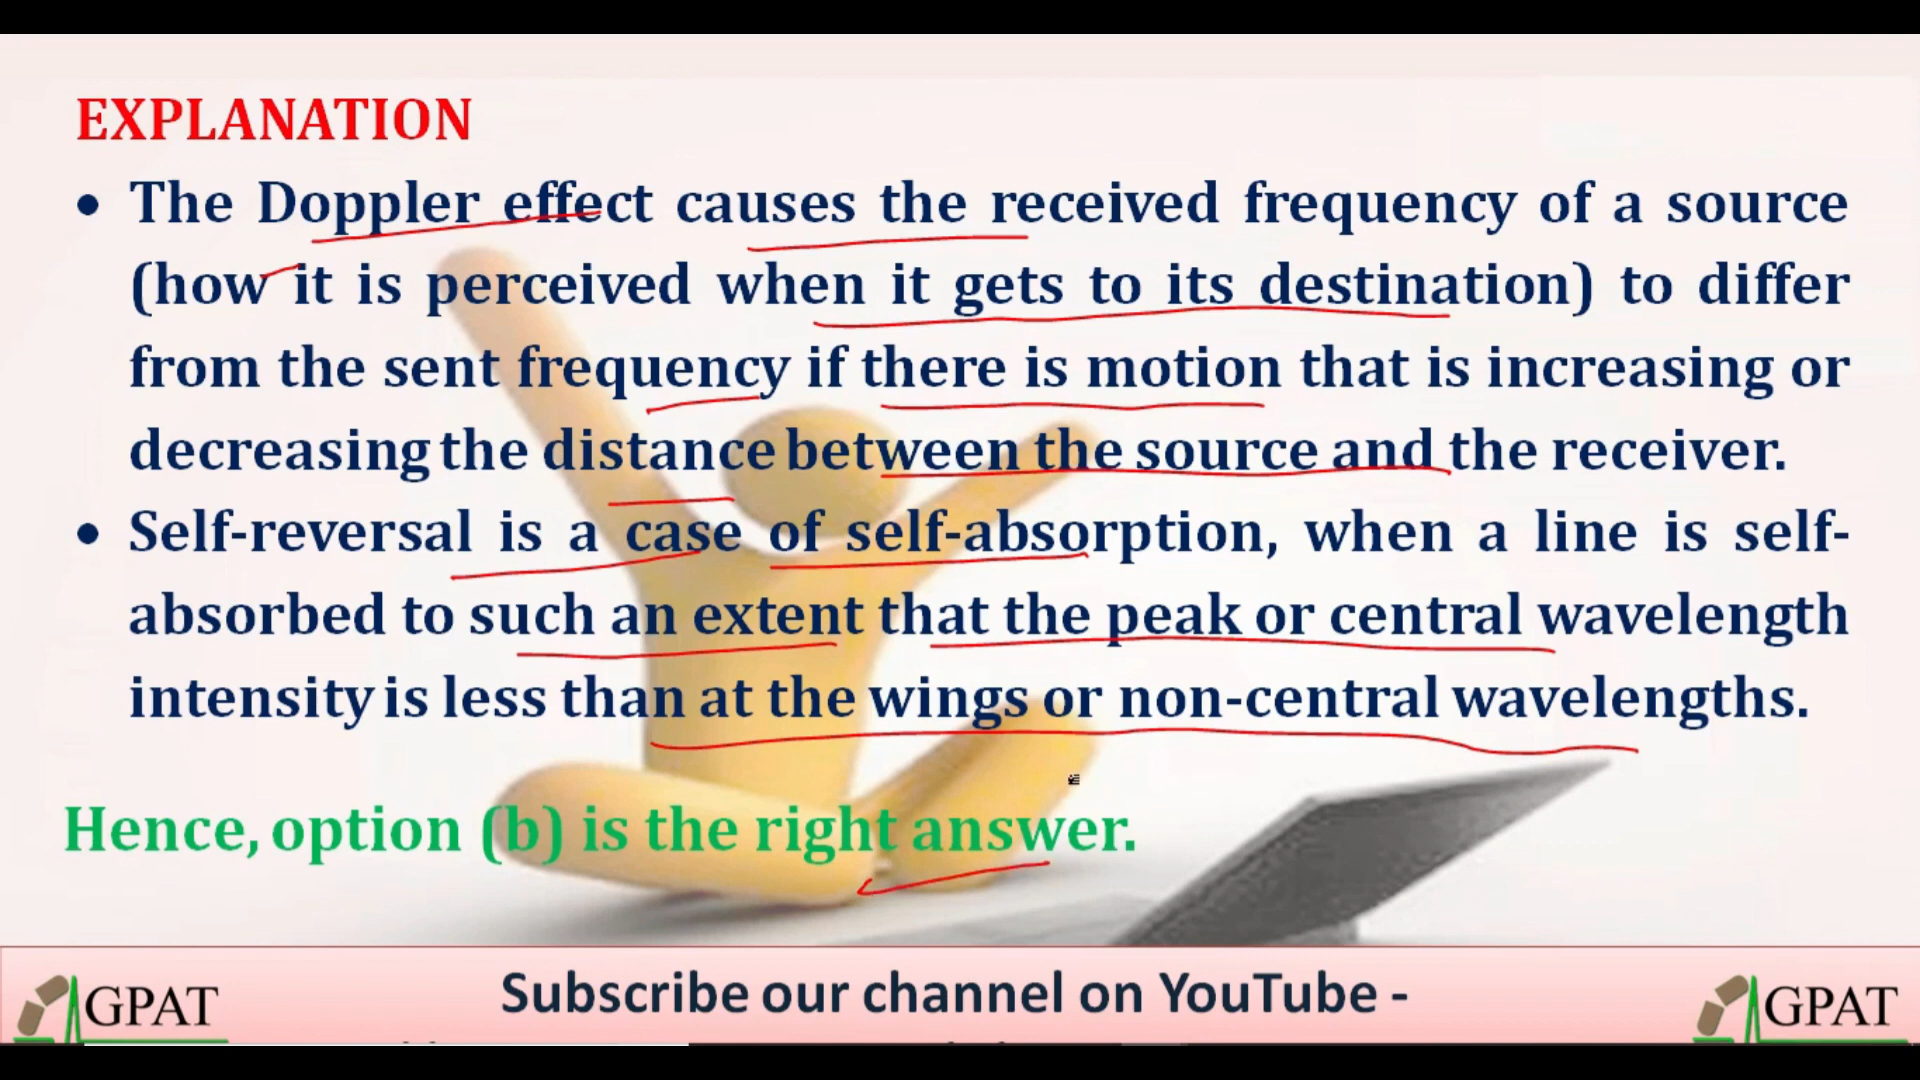 EXPLANATION
• The Doppler effect causes the received frequency of a source
(how it is perceived when it gets to its destination) to differ
from the sent frequency if there is motion that is increasing or
decreasing the distance between the source and the receiver.
• Self-reversal is a case of self-absorption, when a line is self-
absorbed to such an extent that the peak or central wavelength
intensity is less than at the wings or non-central wavelengths.
Hence, option (b) is the right answer.
GPAT
Subscribe our channel on YouTube -
GPAT